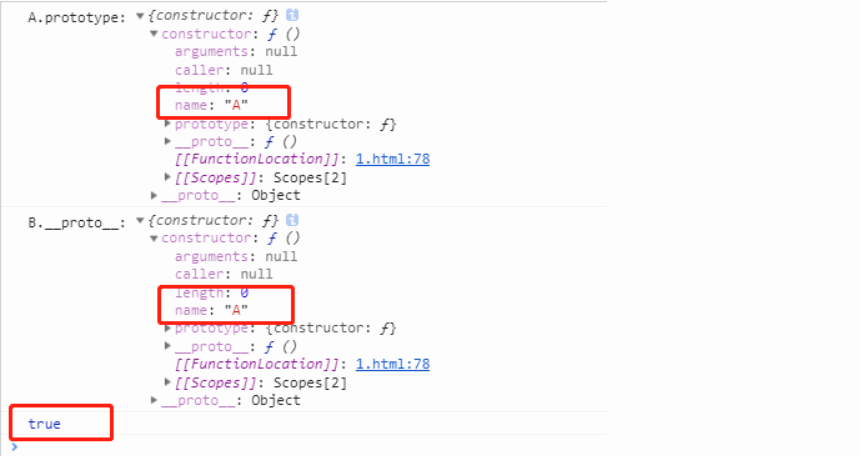 A.prototype: ▼{constructor: ƒ} i
▼constructor: ƒ ()
arguments: null
caller: null
length: 0
name: "A"
▶prototype: {constructor: ƒ}
▶__proto__: ƒ ()
[[FunctionLocation]]: 1.html:78
▶[[Scopes]]: Scopes[2]
▶__proto__: Object
B.__proto__: ▼{constructor: ƒ} i
▼constructor: ƒ ()
arguments: null
caller: null
length: 0
name: "A"
▶prototype: {constructor: ƒ}
▶__proto__: ƒ ()
[[FunctionLocation]]: 1.html:78
▶[[Scopes]]: Scopes[2]
▶__proto__: Object
true
>